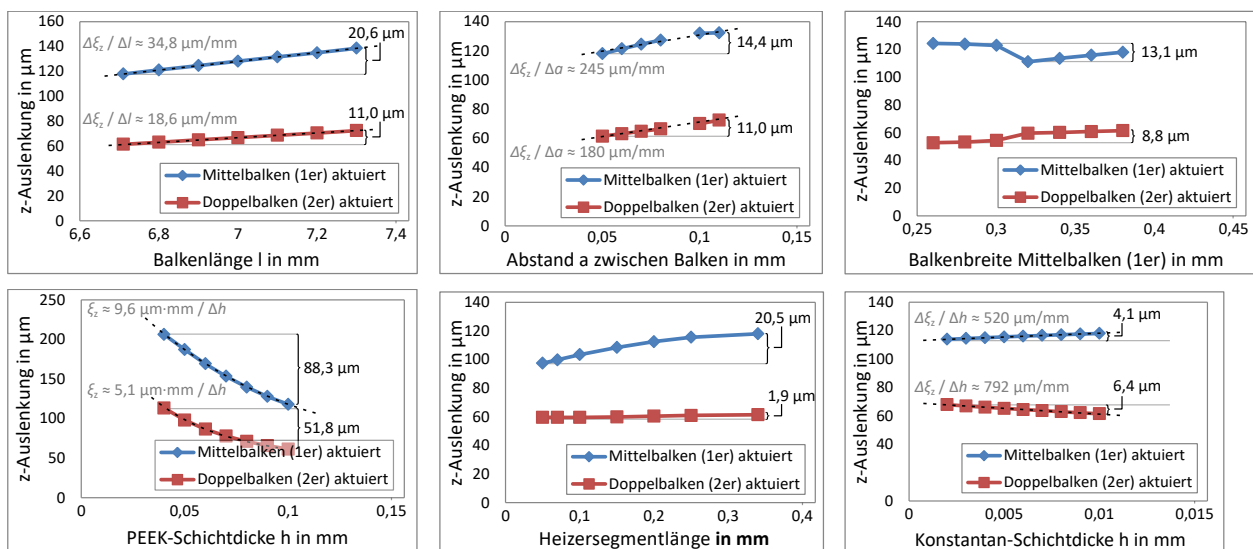 z-Auslenkung in µm
160
140
120
100
80
60
40
20
0
6,6
6,8
7
7,2
7,4
Δξz / Δl ≈ 34,8 µm/mm
20,6 µm
Δξz / Δl ≈ 18,6 µm/mm
11,0 µm
Mittelbalken (1er) aktuiert
Doppelbalken (2er) aktuiert
Balkenlänge l in mm
z-Auslenkung in µm
140
120
100
80
60
40
20
0
0
0,05
0,1
0,15
14,4 µm
Δξz / Δa ≈ 245 µm/mm
11,0 µm
Δξz / Δa ≈ 180 µm/mm
Mittelbalken (1er) aktuiert
Doppelbalken (2er) aktuiert
Abstand a zwischen Balken in mm
z-Auslenkung in µm
140
120
100
80
60
40
20
0
0,25
0,3
0,35
0,4
0,45
13,1 µm
8,8 µm
Mittelbalken (1er) aktuiert
Doppelbalken (2er) aktuiert
Balkenbreite Mittelbalken (1er) in mm
z-Auslenkung in µm
250
200
150
100
50
0
0
0,05
0,1
0,15
ξz ≈ 9,6 µm·mm / Δh
88,3 µm
ξz ≈ 5,1 µm·mm / Δh
51,8 µm
Mittelbalken (1er) aktuiert
Doppelbalken (2er) aktuiert
PEEK-Schichtdicke h in mm
z-Auslenkung in µm
140
120
100
80
60
40
20
0
0
0,1
0,2
0,3
0,4
20,5 µm
1,9 µm
Mittelbalken (1er) aktuiert
Doppelbalken (2er) aktuiert
Heizersegmentlänge in mm
z-Auslenkung in µm
140
120
100
80
60
40
20
0
0
0,005
0,01
0,015
Δξz / Δh ≈ 520 µm/mm
4,1 µm
Δξz / Δh ≈ 792 µm/mm
6,4 µm
Mittelbalken (1er) aktuiert
Doppelbalken (2er) aktuiert
Konstantan-Schichtdicke h in mm